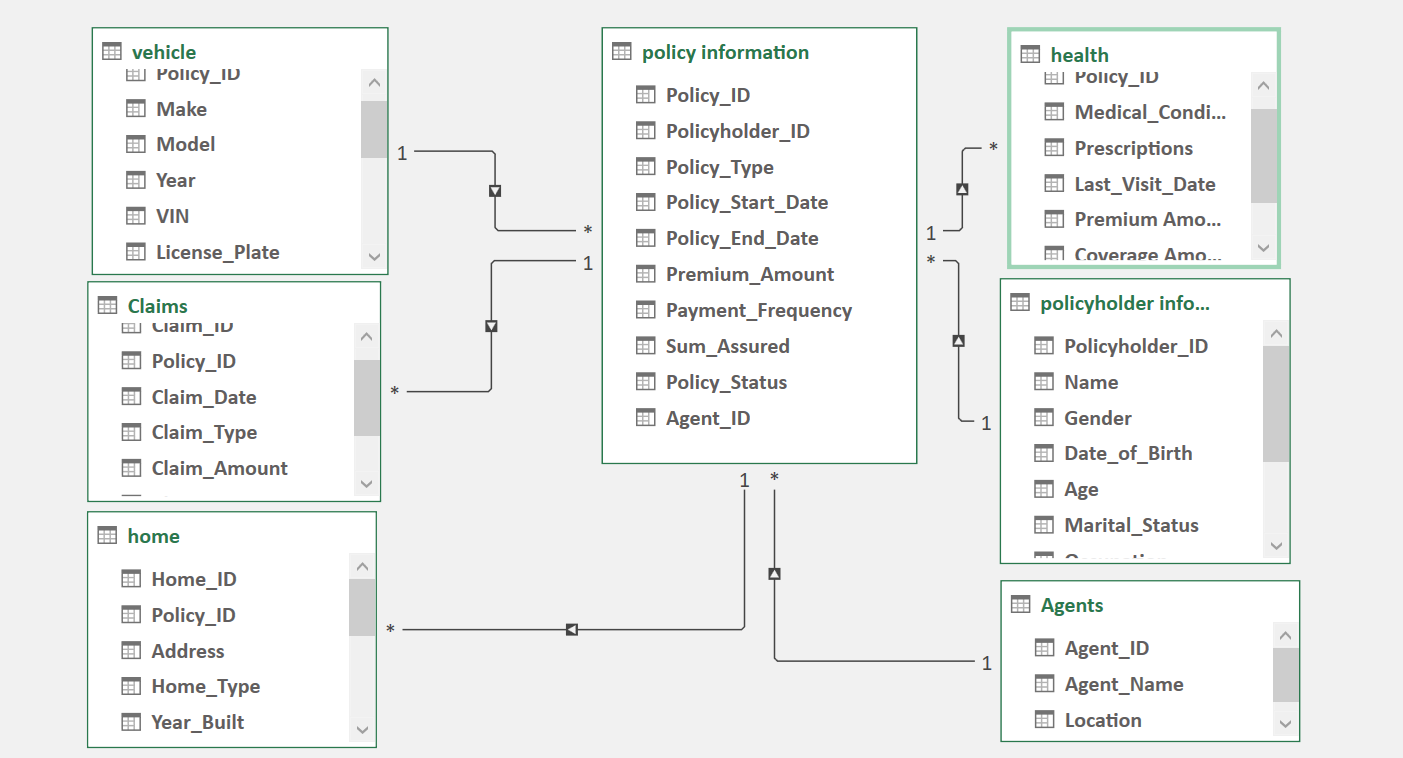 vehicle
Policy_ID
Make
Model
Year
VIN
License_Plate
1
*
policy information
Policy_ID
Policyholder_ID
Policy_Type
Policy_Start_Date
Policy_End_Date
Premium_Amount
Payment_Frequency
Sum_Assured
Policy_Status
Agent_ID
health
Policy_ID
Medical_Condi...
Prescriptions
Last_Visit_Date
Premium Amo...
Coverage Amo...
*
1
Claims
Claim_ID
Policy_ID
Claim_Date
Claim_Type
Claim_Amount
1
*
policyholder info...
Policyholder_ID
Name
Gender
Date_of_Birth
Age
Marital_Status
*
1
home
Home_ID
Policy_ID
Address
Home_Type
Year_Built
1
*
Agents
Agent_ID
Agent_Name
Location
*
1